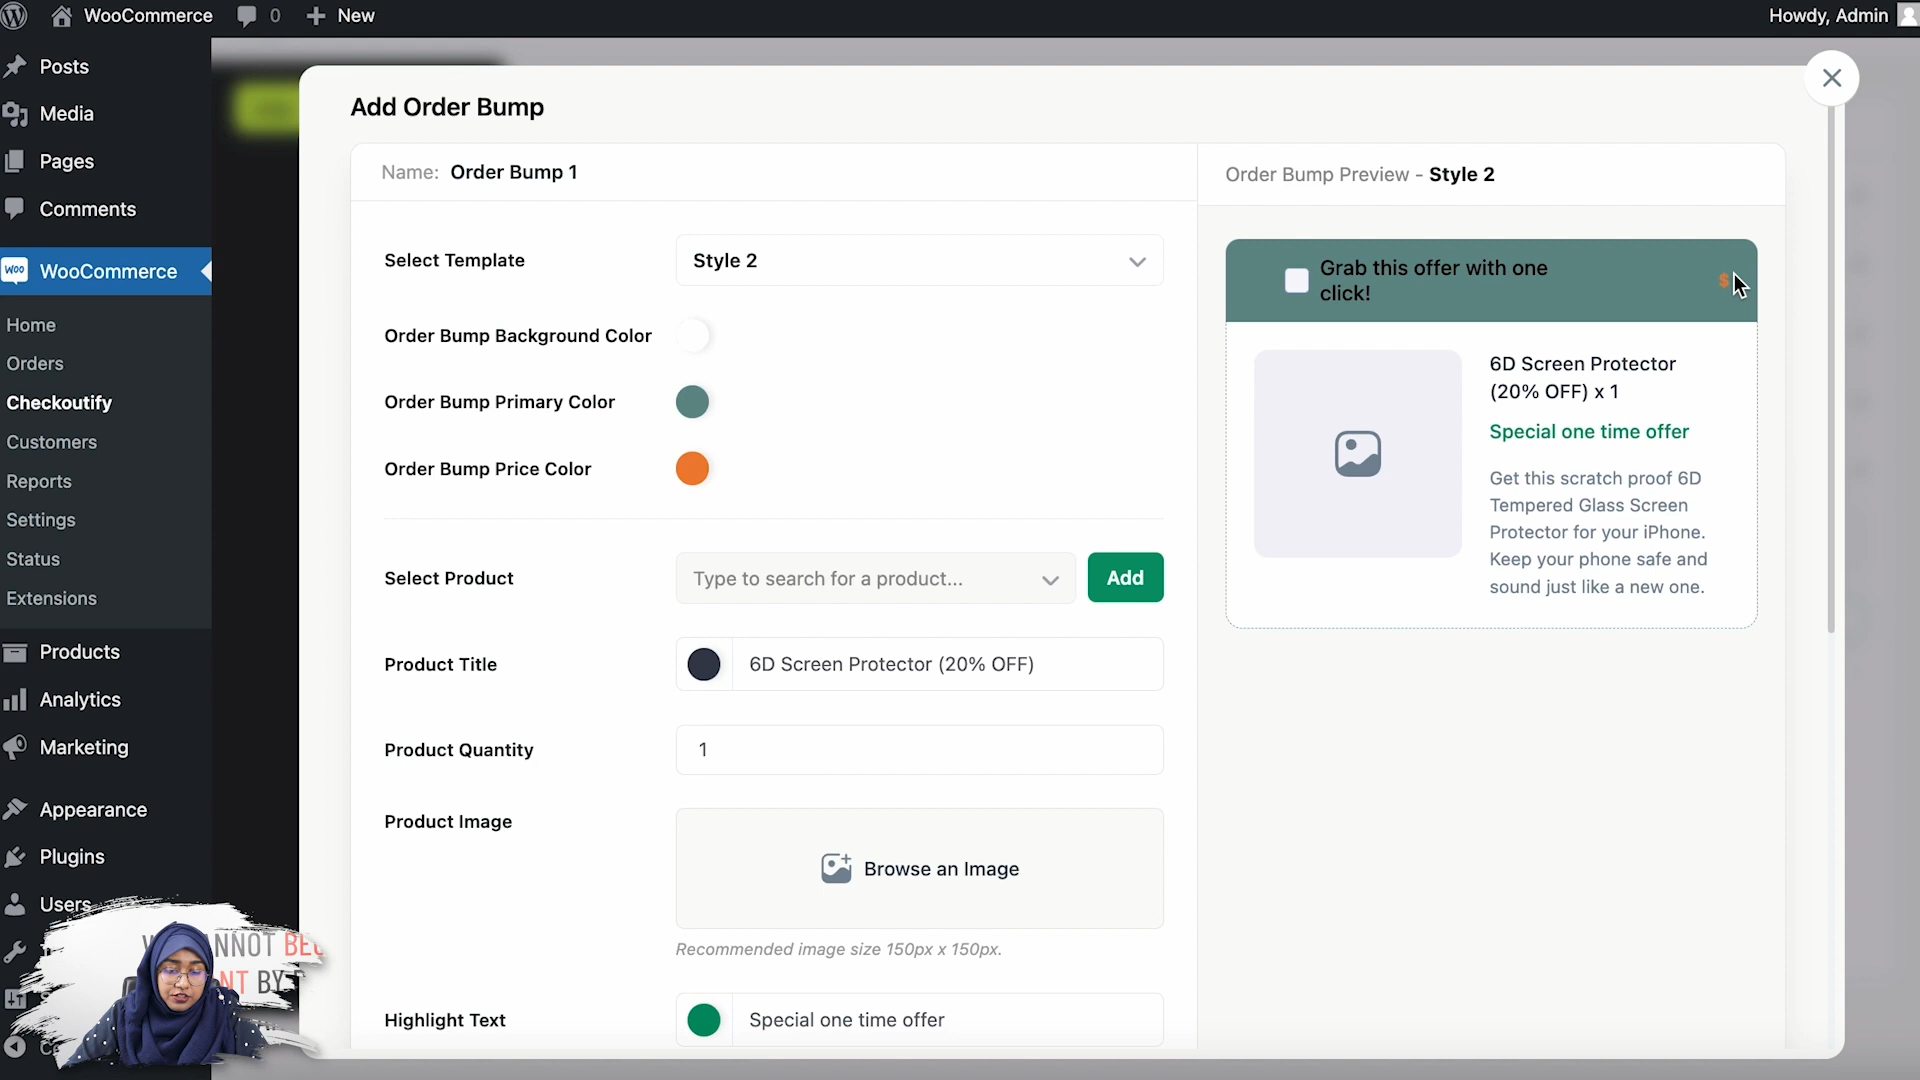 WooCommerce
0
New
Howdy, Admin
Posts
Media
Pages
Comments
Woo WooCommerce
Home
Orders
Checkoutify
Customers
Reports
Settings
Status
Extensions
Products
Analytics
Marketing
Appearance
Plugins
Users
Add Order Bump
Name: Order Bump 1
Select Template
Style 2
Order Bump Background Color
Order Bump Primary Color
Order Bump Price Color
Select Product
Type to search for a product...
Add
Product Title
6D Screen Protector (20% OFF)
Product Quantity
1
Product Image
Browse an Image
Recommended image size 150px x 150px.
Highlight Text
Special one time offer
Order Bump Preview - Style 2
Grab this offer with one
click!
$
6D Screen Protector
(20% OFF) x 1
Special one time offer
Get this scratch proof 6D
Tempered Glass Screen
Protector for your iPhone.
Keep your phone safe and
sound just like a new one.
BY